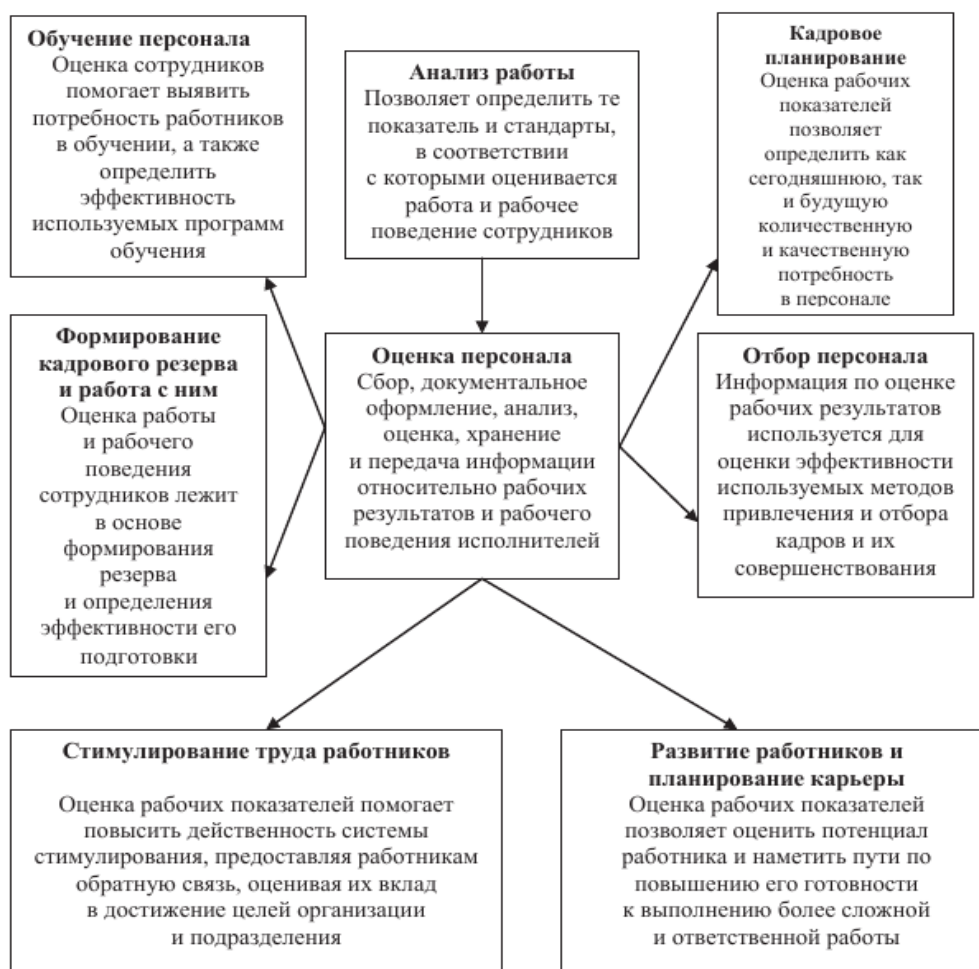 Обучение персонала
Оценка сотрудников
помогает выявить
потребность работников
в обучении, а также
определить
эффективность
используемых программ
обучения
Анализ работы
Позволяет определить те
показатель и стандарты,
в соответствии
с которыми оценивается
работа и рабочее
поведение сотрудников
Кадровое
планирование
Оценка рабочих
показателей
позволяет
определить как
сегодняшнюю, так
и будущую
количественную
и качественную
потребность
в персонале
Формирование
кадрового резерва
и работа с ним
Оценка работы
и рабочего
поведения
сотрудников лежит
в основе
формирования
резерва
и определения
эффективности его
подготовки
Оценка персонала
Сбор, документальное
оформление, анализ,
оценка, хранение
и передача информации
относительно рабочих
результатов и рабочего
поведения исполнителей
Отбор персонала
Информация по оценке
рабочих результатов
используется для
оценки эффективности
используемых методов
привлечения и отбора
кадров и их
совершенствования
Стимулирование труда работников
Оценка рабочих показателей помогает
повысить действенность системы
стимулирования, предоставляя работникам
обратную связь, оценивая их вклад
в достижение целей организации
и подразделения
Развитие работников и
планирование карьеры
Оценка рабочих показателей
позволяет оценить потенциал
работника и наметить пути по
повышению его готовности
к выполнению более сложной
и ответственной работы